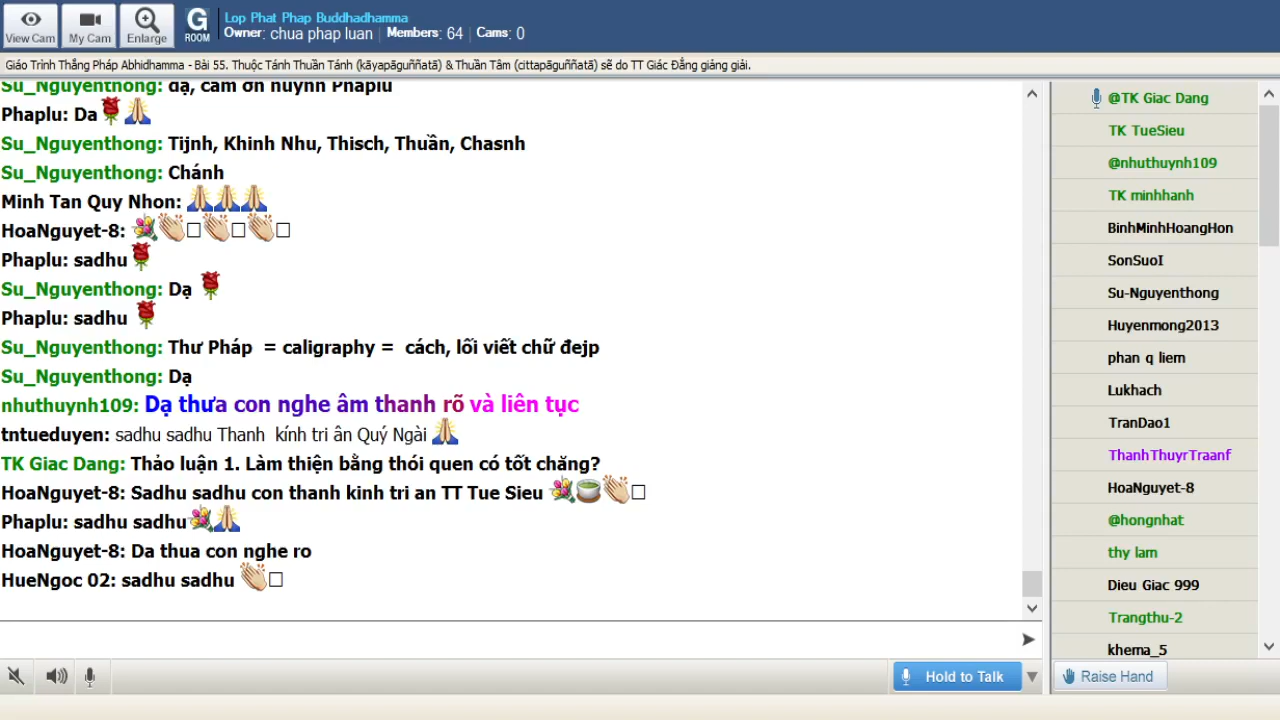 View Cam
My Cam
Enlarge
G
ROOM
Lop Phat Phap Buddhadhamma
Owner: chua phap luan | Members: 64 | Cams: 0
Giáo Trình Thắng Pháp Abhidhamma - Bài 55. Thuộc Tánh Thuần Tánh (kāyapāguññatā) & Thuần Tâm (cittapāguññatā) sẽ do TT Giác Đẳng giảng giải.
Su_Nguyenthong: dạ, cám ơn huynh Phaplu
Phaplu: Da
Su_Nguyenthong: Tijnh, Khinh Nhu, Thisch, Thuần, Chasnh
Su_Nguyenthong: Chánh
Minh Tan Quy Nhon:
HoaNguyet-8:
Phaplu: sadhu
Su_Nguyenthong: Dạ
Phaplu: sadhu
Su_Nguyenthong: Thư Pháp = caligraphy = cách, lối viết chữ đejp
Su_Nguyenthong: Dạ
nhuthuynh109: Dạ thưa con nghe âm thanh rõ và liên tục
tntueduyen: sadhu sadhu Thanh kính tri ân Quý Ngài
TK Giac Dang: Thảo luận 1. Làm thiện bằng thói quen có tốt chăng?
HoaNguyet-8: Sadhu sadhu con thanh kinh tri an TT Tue Sieu
Phaplu: sadhu sadhu
HoaNguyet-8: Da thua con nghe ro
HueNgoc 02: sadhu sadhu
@TK Giac Dang
TK TueSieu
@nhuthuynh109
TK minhhanh
BinhMinhHoangHon
SonSuoI
Su-Nguyenthong
Huyenmong2013
phan q liem
Lukhach
TranDao1
ThanhThuyrTraanf
HoaNguyet-8
@hongnhat
thy lam
Dieu Giac 999
Trangthu-2
khema_5
Hold to Talk
Raise Hand